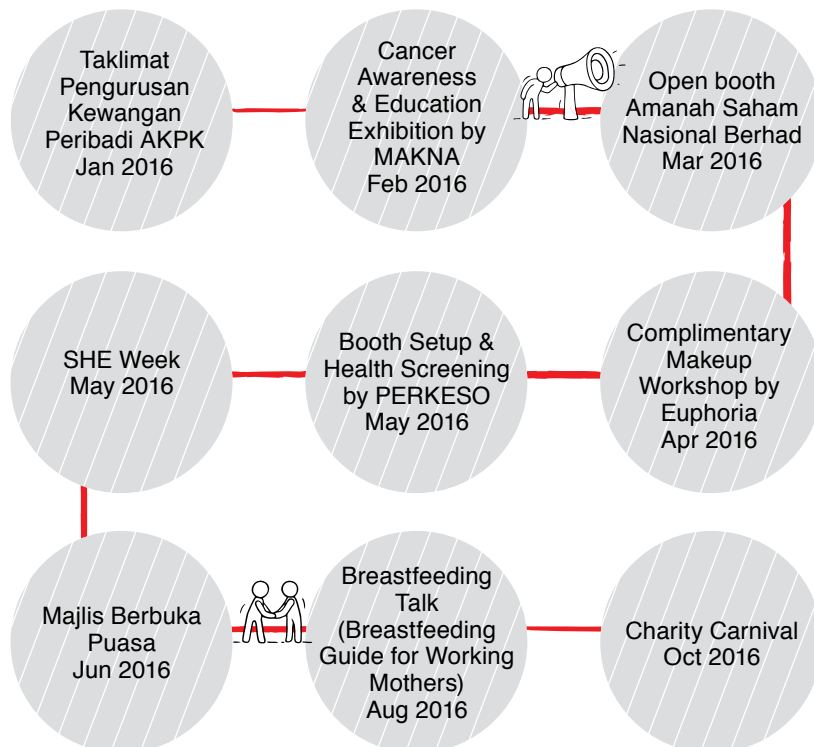 Taklimat
Pengurusan
Kewangan
Peribadi AKPK
Jan 2016
Cancer
Awareness
& Education
Exhibition by
MAKNA
Feb 2016
Open booth
Amanah Saham
Nasional Berhad
Mar 2016
Complimentary
Makeup
Workshop by
Euphoria
Apr 2016
Booth Setup &
Health Screening
by PERKESO
May 2016
SHE Week
May 2016
Majlis Berbuka
Puasa
Jun 2016
Breastfeeding
Talk
(Breastfeeding
Guide for Working
Mothers)
Aug 2016
Charity Carnival
Oct 2016